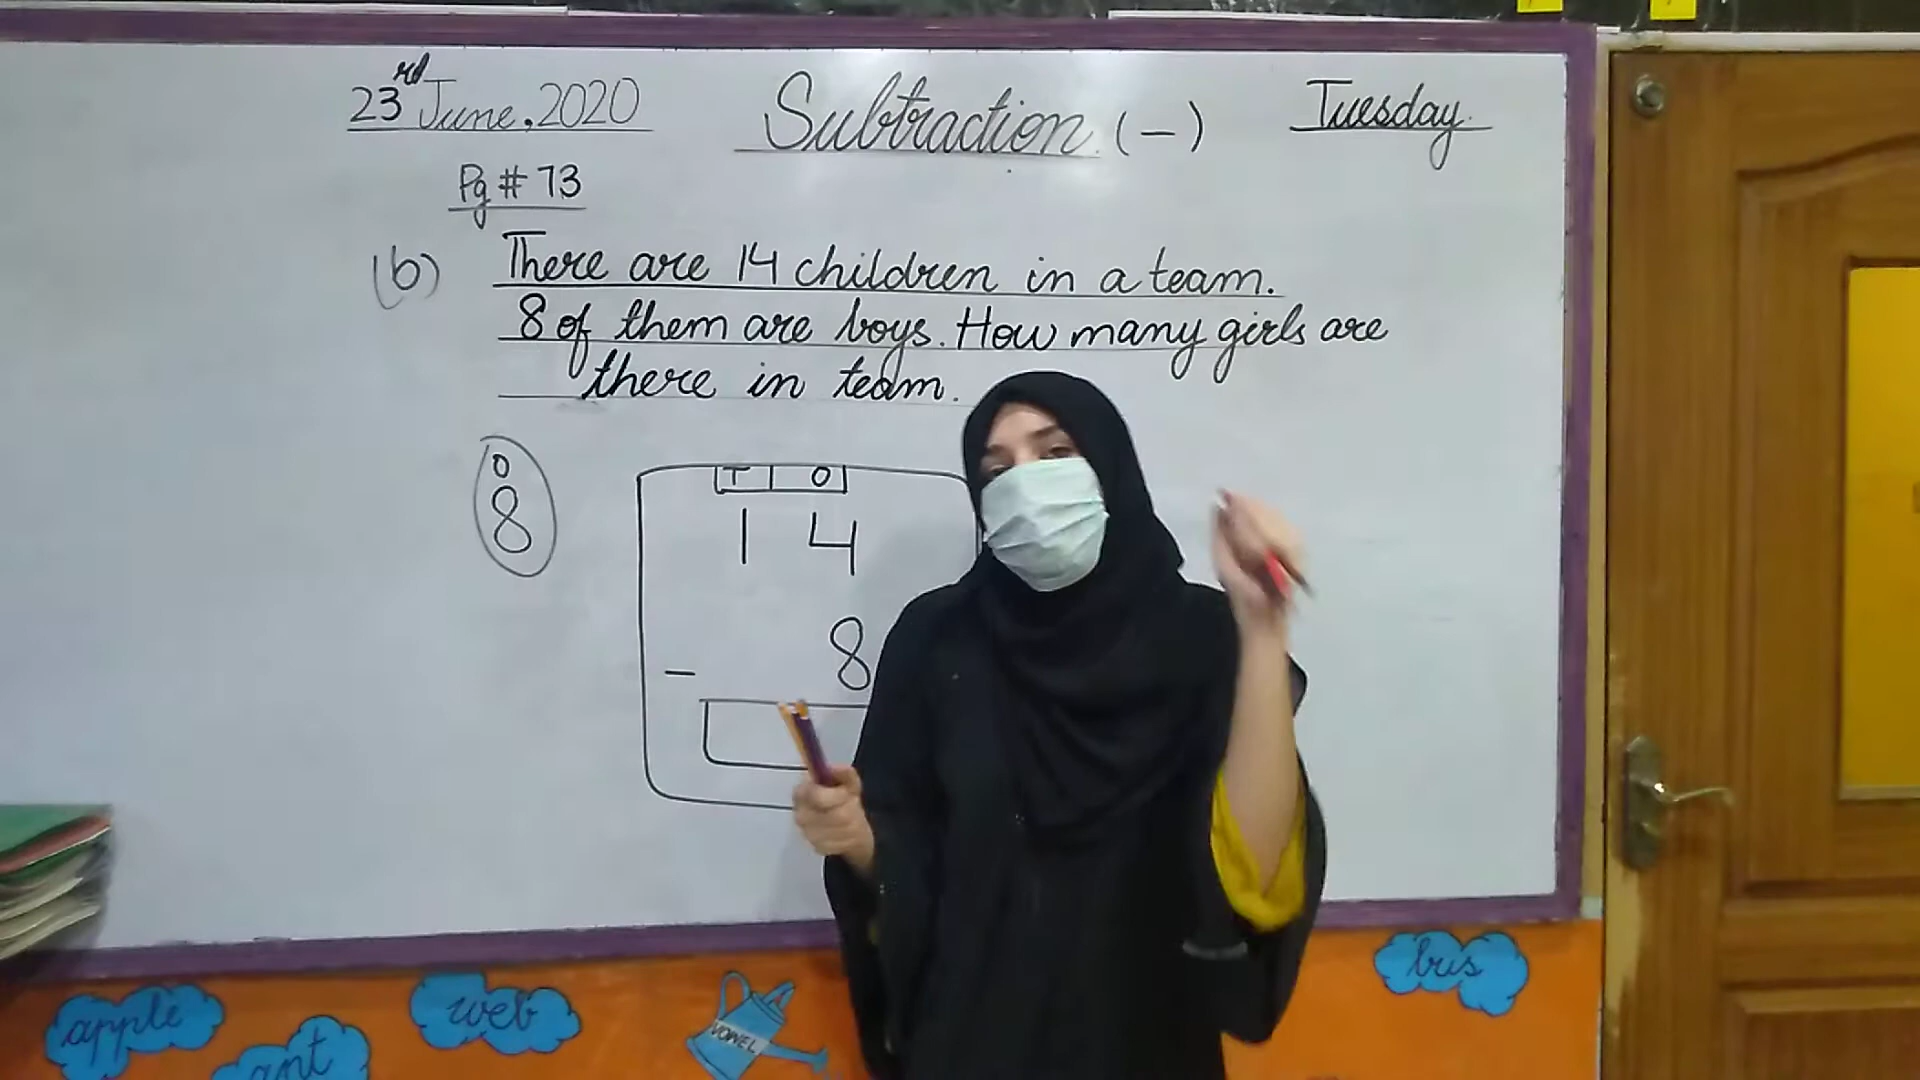 23rd June, 2020
Subtraction (-)
Tuesday.
Pg # 73
(b) There are 14 children in a team.
8 of them are boys. How many girls are
there in team.
0
8
T O
1 4
- 8
apple
ant
web
VOWEL
bus